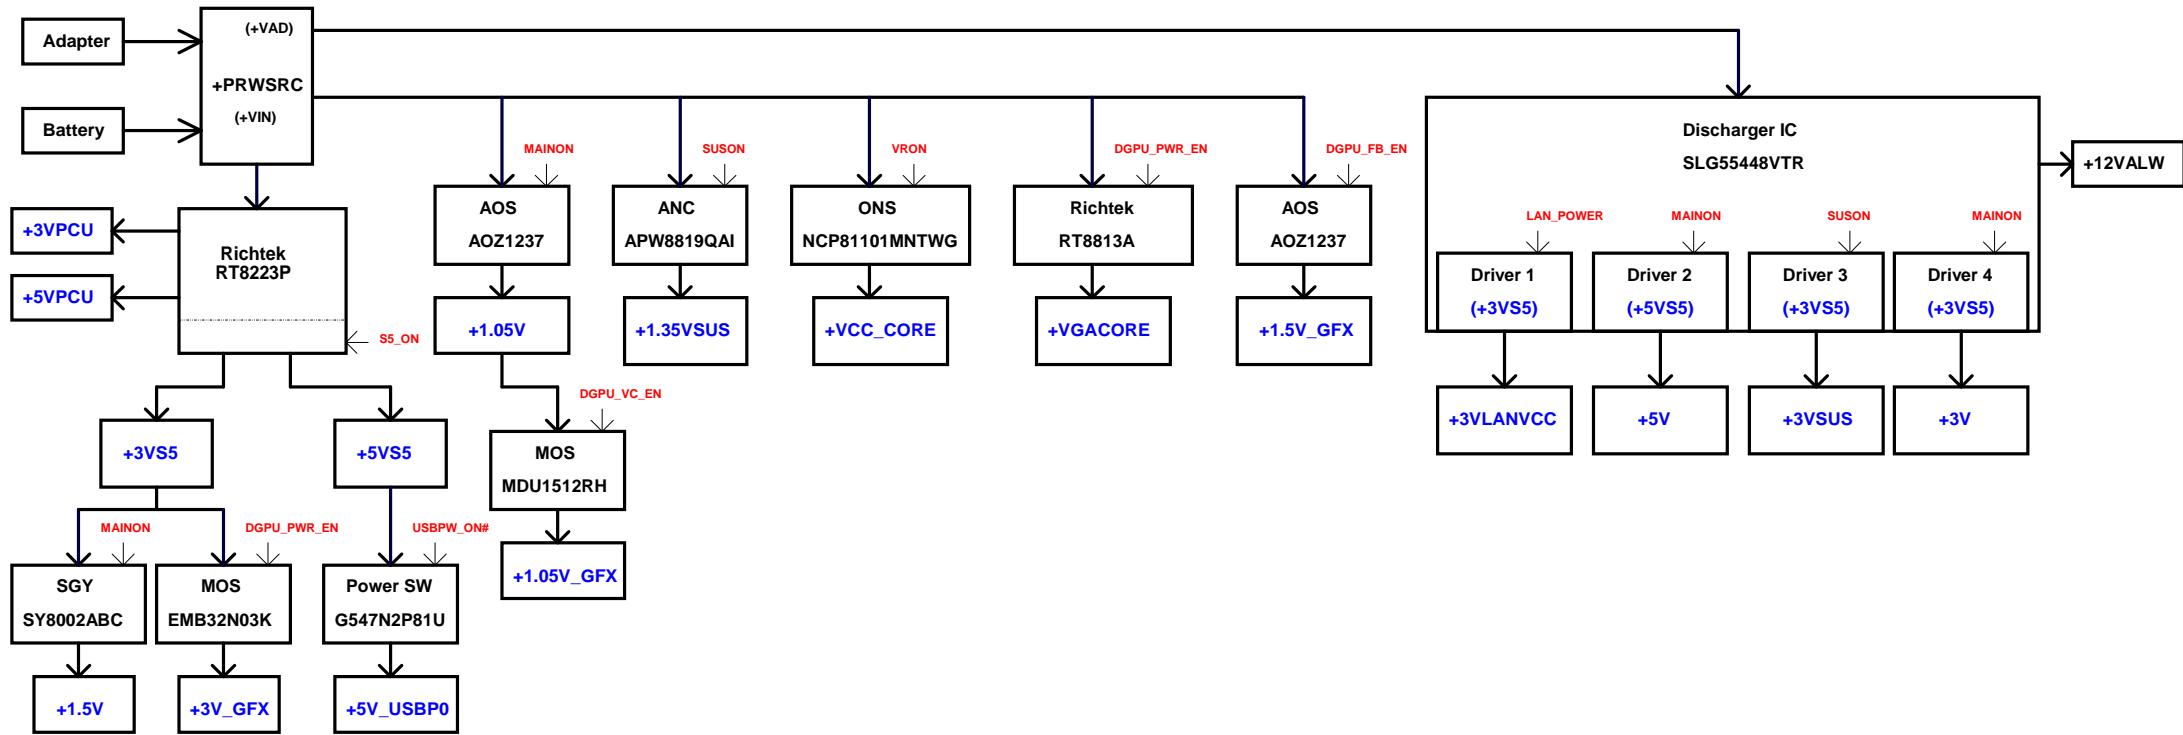 Adapter
(+VAD)
+PRWSRC
(+VIN)
Battery
Discharger IC
SLG55448VTR
+12VALW
MAINON
SUSON
VRON
DGPU_PWR_EN
DGPU_FB_EN
AOS
AOZ1237
ANC
APW8819QAI
ONS
NCP81101MNTWG
Richtek
RT8813A
AOS
AOZ1237
LAN_POWER
MAINON
SUSON
MAINON
+3VPCU
+5VPCU
Richtek
RT8223P
S5_ON
Driver 1
(+3VS5)
Driver 2
(+5VS5)
Driver 3
(+3VS5)
Driver 4
(+3VS5)
+1.05V
+1.35VSUS
+VCC_CORE
+VGACORE
+1.5V_GFX
DGPU_VC_EN
+3VLANVCC
+5V
+3VSUS
+3V
+3VS5
+5VS5
MOS
MDU1512RH
MAINON
DGPU_PWR_EN
USBPW_ON#
+1.05V_GFX
SGY
SY8002ABC
MOS
EMB32N03K
Power SW
G547N2P81U
+1.5V
+3V_GFX
+5V_USBP0